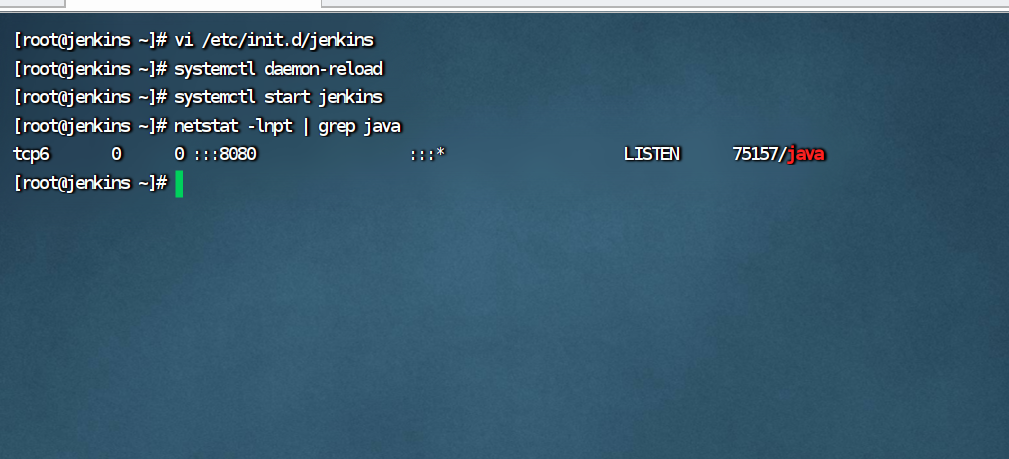 [root@jenkins ~]# vi /etc/init.d/jenkins
[root@jenkins ~]# systemctl daemon-reload
[root@jenkins ~]# systemctl start jenkins
[root@jenkins ~]# netstat -lnpt | grep java
tcp6       0      0 :::8080                 :::*                    LISTEN      75157/java
[root@jenkins ~]#